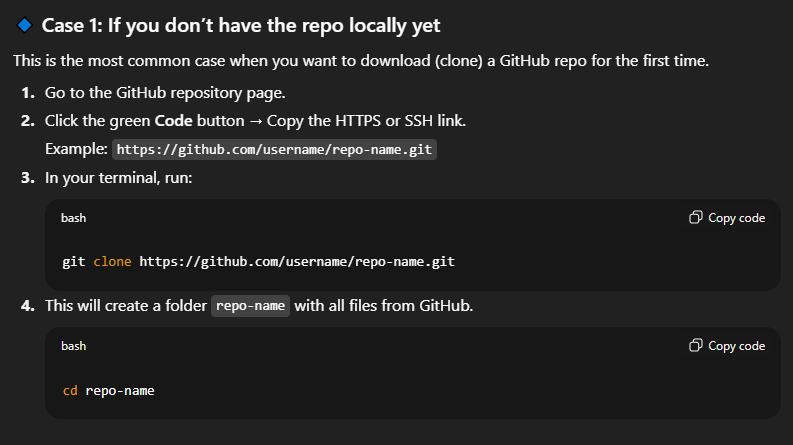 Case 1: If you don’t have the repo locally yet
This is the most common case when you want to download (clone) a GitHub repo for the first time.
1. Go to the GitHub repository page.
2. Click the green Code button → Copy the HTTPS or SSH link.
Example: https://github.com/username/repo-name.git
3. In your terminal, run:
bash Copy code
git clone https://github.com/username/repo-name.git
4. This will create a folder repo-name with all files from GitHub.
bash Copy code
cd repo-name